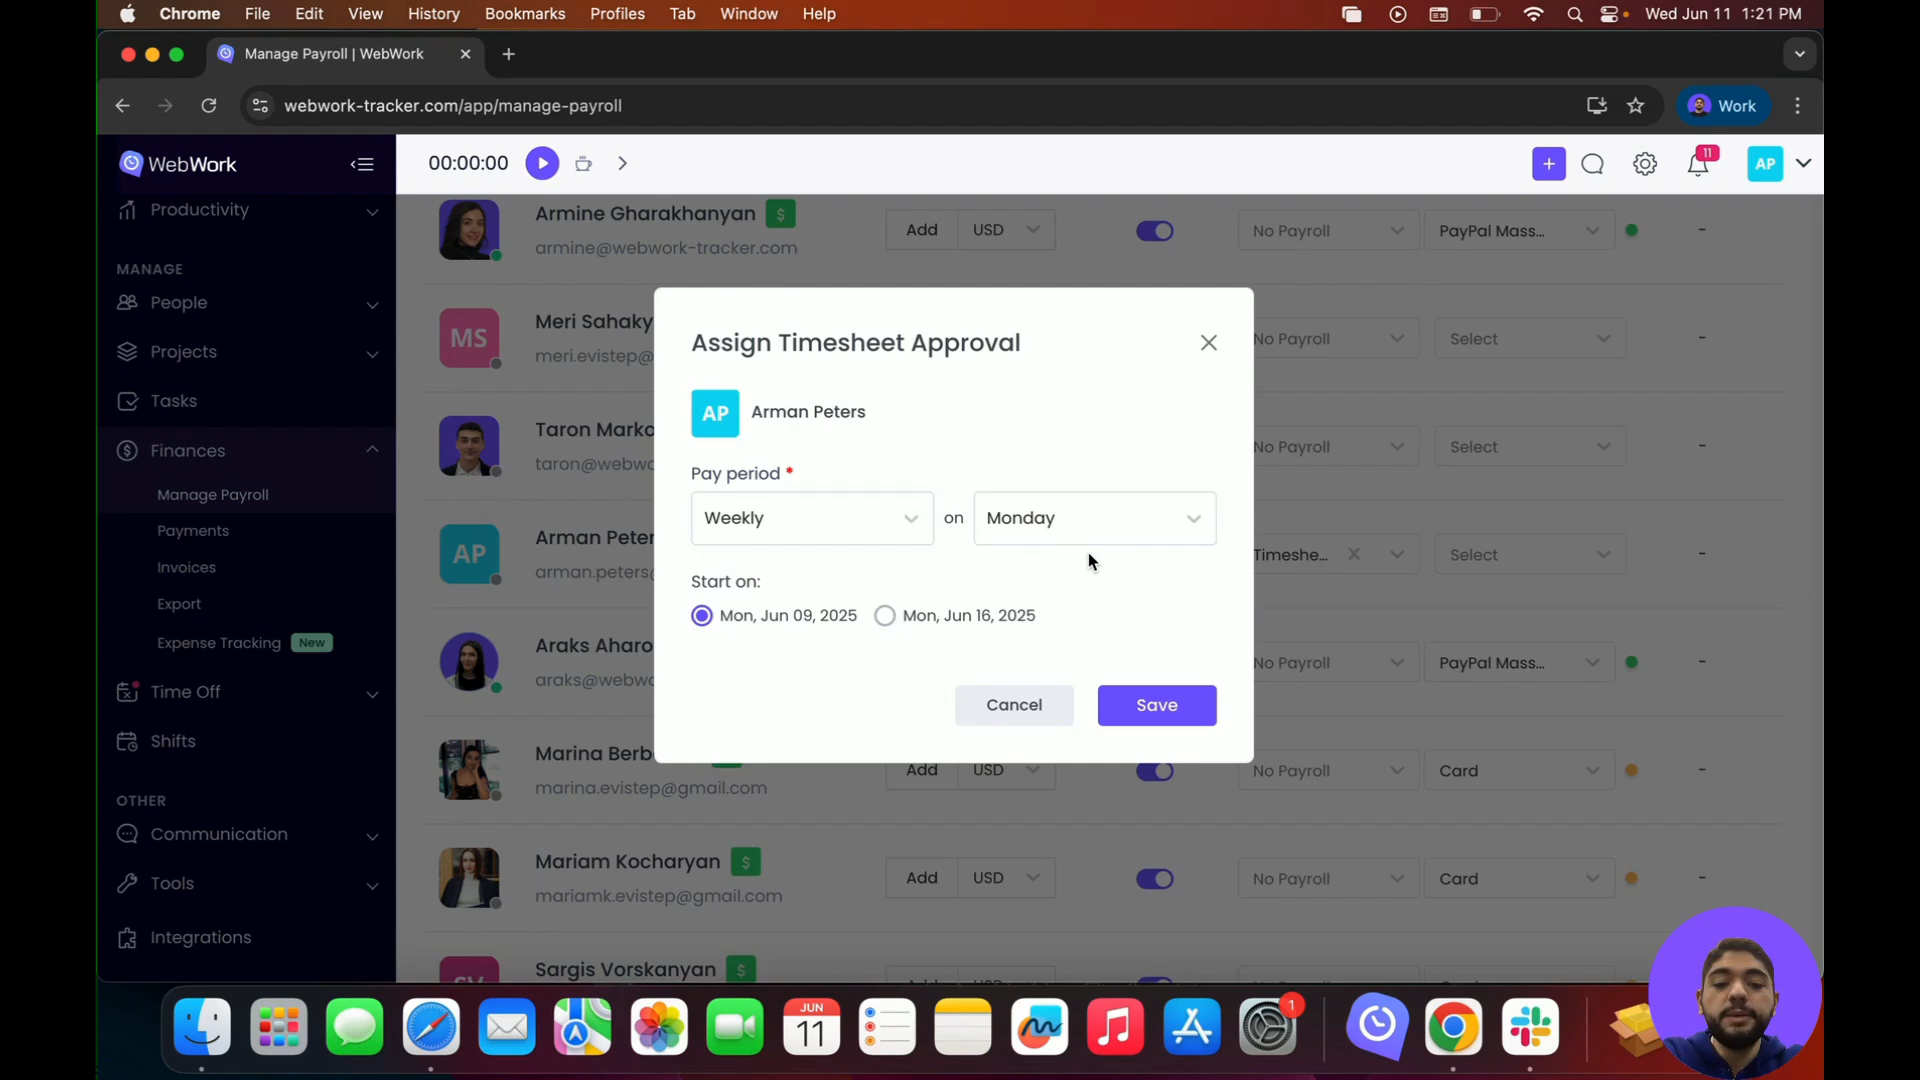 Chrome File Edit View History Bookmarks Profiles Tab Window Help Wed Jun 11 1:21 PM
Manage Payroll | WebWork
webwork-tracker.com/app/manage-payroll Work
WebWork 00:00:00 + 11 AP
Productivity
MANAGE
People
Projects
Tasks
Finances
Manage Payroll
Payments
Invoices
Export
Expense Tracking New
Time Off
Shifts
OTHER
Communication
Tools
Integrations
Armine Gharakhanyan $
armine@webwork-tracker.com
Add USD No Payroll PayPal Mass... -
MS Meri Sahaky
meri.evistep@
No Payroll Select -
Taron Marko
taron@webwo
No Payroll Select -
AP Arman Peter
arman.peters@
Timeshe... Select -
Araks Aharo
araks@webwo
No Payroll PayPal Mass... -
Marina Berb
marina.evistep@gmail.com
Add USD No Payroll Card -
Mariam Kocharyan $
mariamk.evistep@gmail.com
Add USD No Payroll Card -
SV Sargis Vorskanyan $
Assign Timesheet Approval
AP Arman Peters
Pay period *
Weekly on Monday
Start on:
Mon, Jun 09, 2025 Mon, Jun 16, 2025
Cancel Save
JUN
11
1